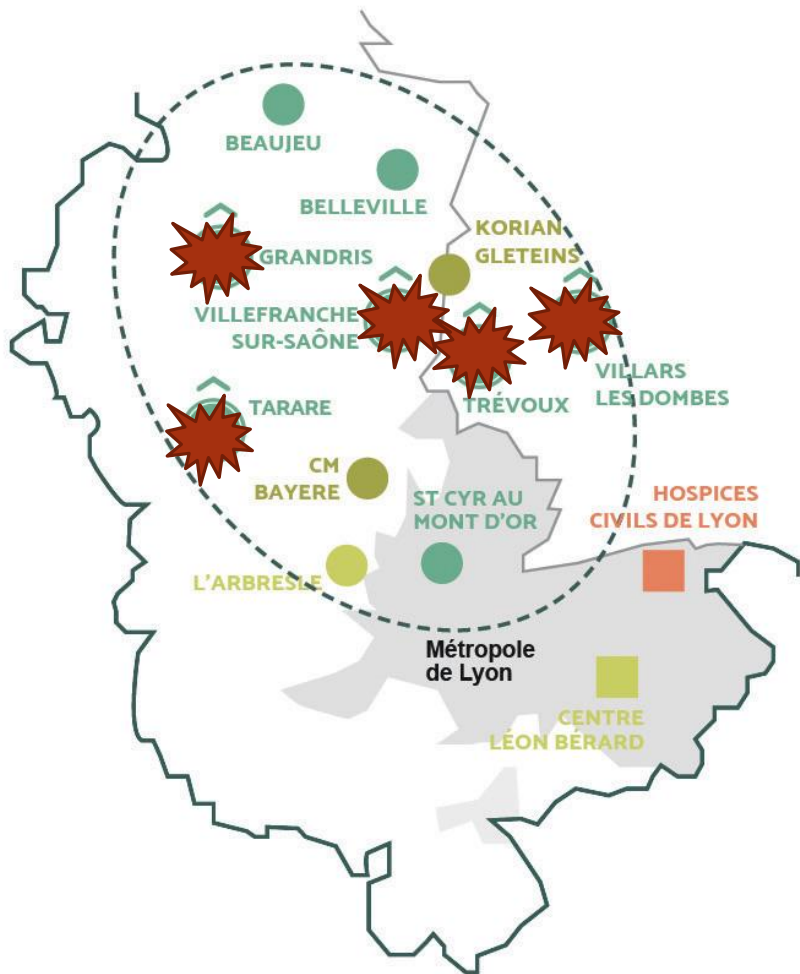 BEAUJEU
BELLEVILLE
KORIAN
GLETEINS
GRANDRIS
VILLEFRANCHE
SUR-SAÔNE
VILLARS
LES DOMBES
TRÉVOUX
TARARE
CM
BAYERE
ST CYR AU
MONT D'OR
HOSPICES
CIVILS DE LYON
L'ARBRESLE
Métropole
de Lyon
CENTRE
LÉON BÉRARD